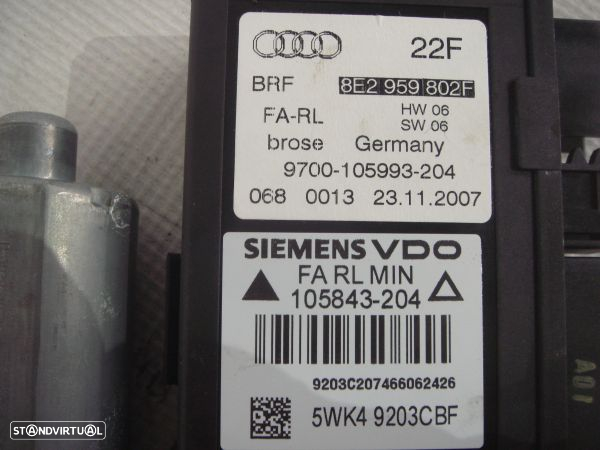 22F
BRF 8E2 959 802F
FA-RL HW 06
SW 06
brose Germany
9700-105993-204
068 0013 23.11.2007
SIEMENS VDO
FA RL MIN
105843-204
9203C207466062426
5WK4 9203CBF
A01
STANDVIRTUAL